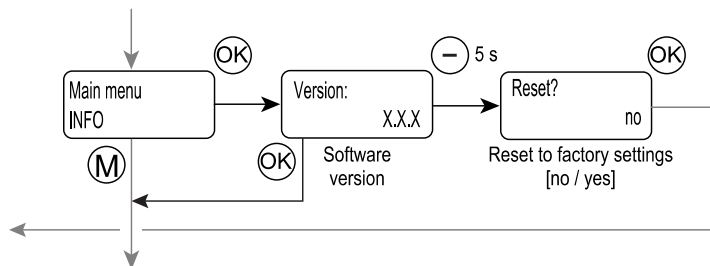 OK
Main menu
INFO
M
Version:
X.X.X
OK
Software
version
− 5 s
Reset?
no
Reset to factory settings
[no / yes]
OK